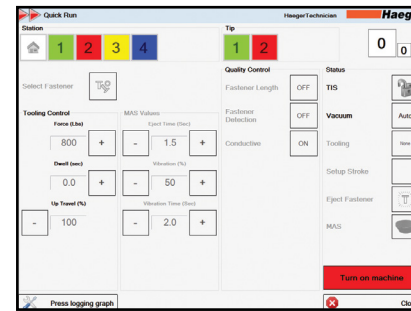 Quick Run HaegerTechnician Haeg
Station Tip
1 2 3 4 1 2 0 0
Quality Control Status
Select Fastener Fastener Length OFF TIS
Tooling Control MAS Values Fastener Detection OFF Vacuum Auto
Force (Lbs) Eject Time (Sec)
800 + - 1.5 + Conductive ON Tooling New
Dwell (sec) Vibration (%)
0.0 + - 50 + Setup Stroke
Up Travel (%) Vibration Time (Sec) Eject Fastener
- 100 - 2.0 + MAS
Turn on machine
Press logging graph Clo